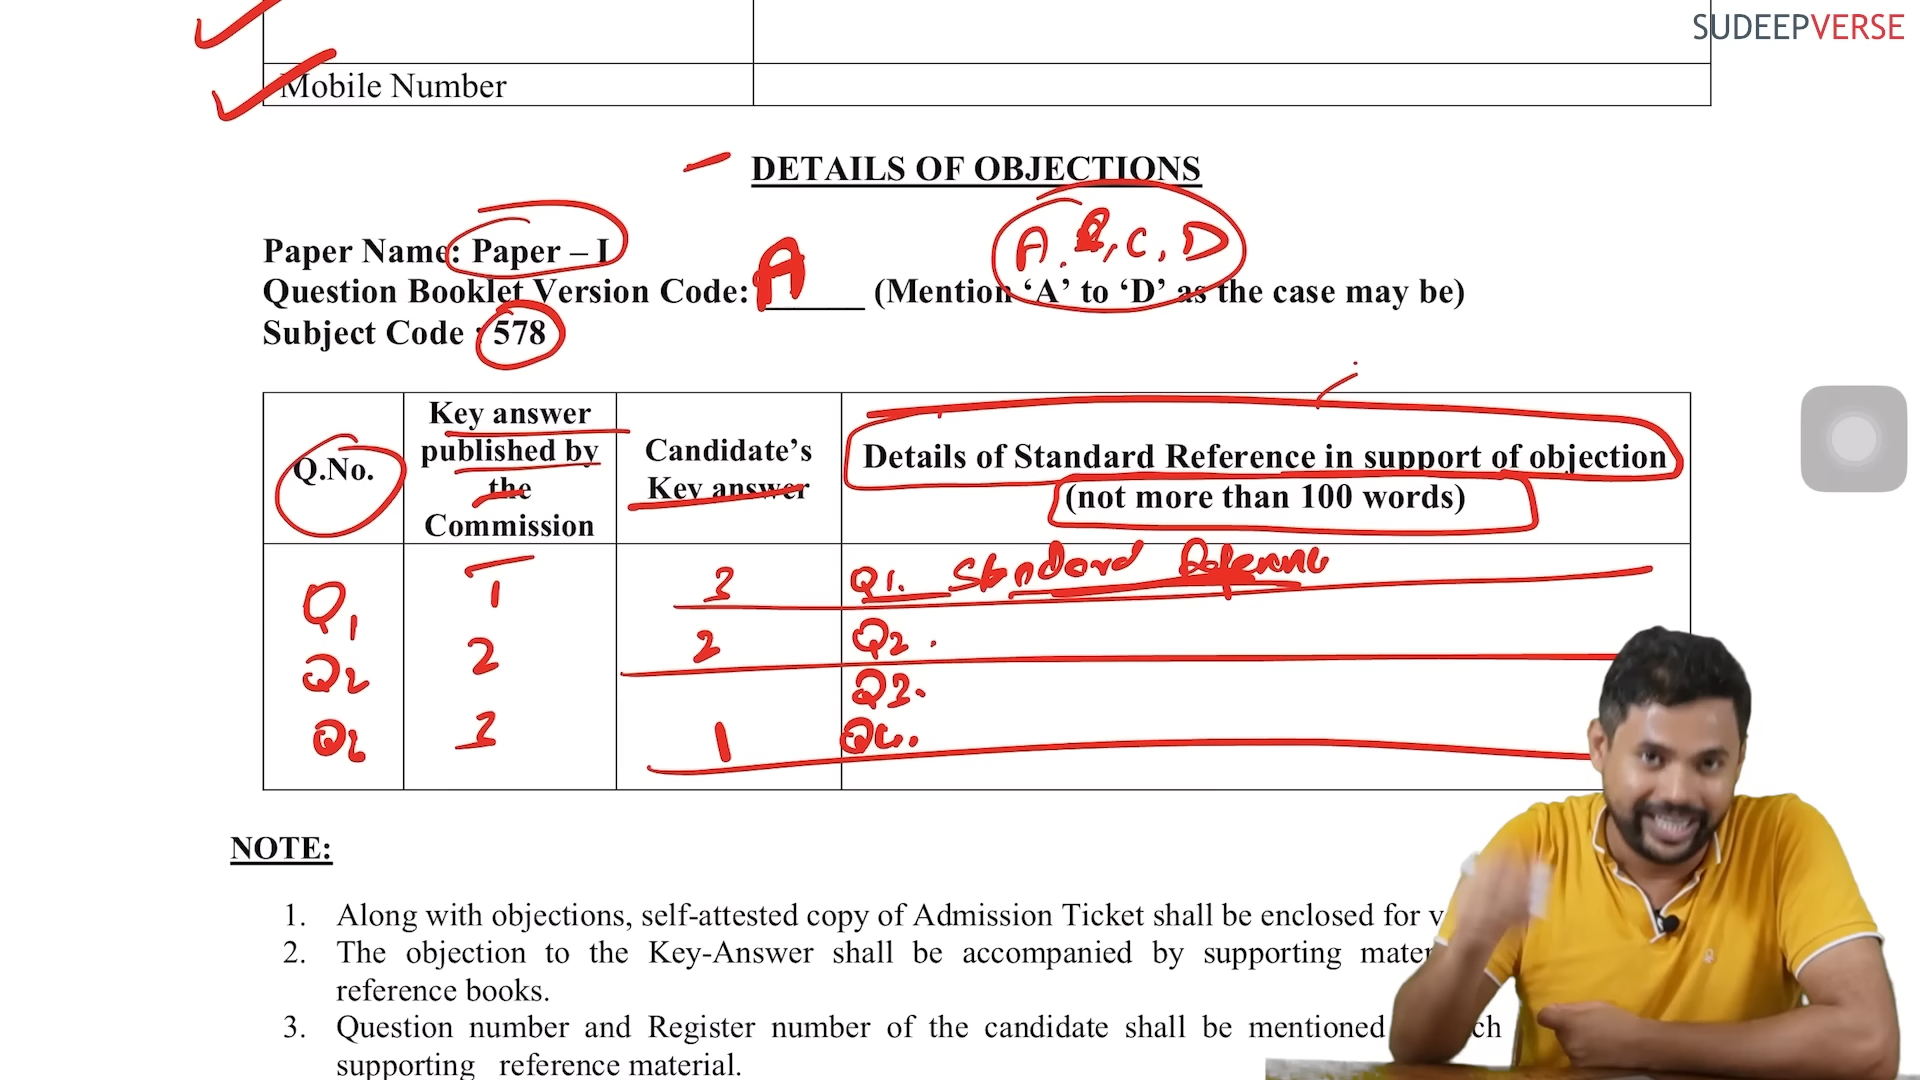 SUDEEPVERSE
Mobile Number
DETAILS OF OBJECTIONS
A, B, C, D
Paper Name: Paper – I
Question Booklet Version Code: A (Mention ‘A’ to ‘D’ as the case may be)
Subject Code : 578
Q.No.
Key answer
published by
the
Commission
Candidate’s
Key answer
Details of Standard Reference in support of objection
(not more than 100 words)
Q1 1 3 Q1. Standard Reference
Q2 2 2 Q2.
Q3.
Q2 3 1 Q4.
NOTE:
1. Along with objections, self-attested copy of Admission Ticket shall be enclosed for
2. The objection to the Key-Answer shall be accompanied by supporting
reference books.
3. Question number and Register number of the candidate shall be mentioned
supporting reference material.